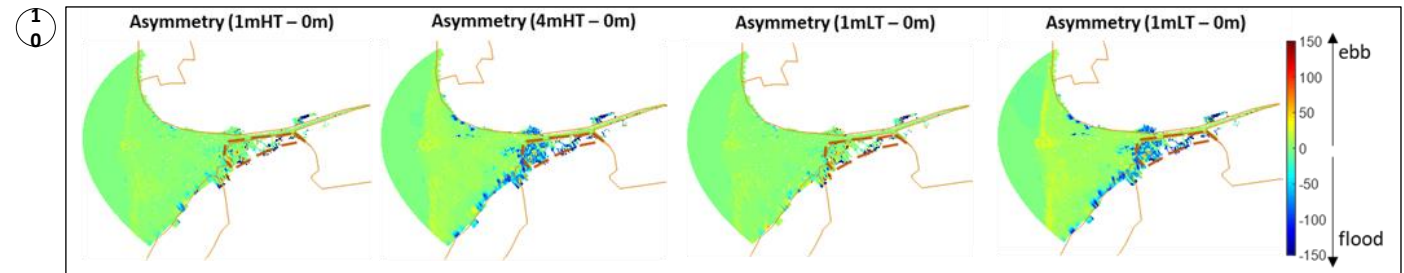 1
0
Asymmetry (1mHT – 0m)
Asymmetry (4mHT – 0m)
Asymmetry (1mLT – 0m)
Asymmetry (1mLT – 0m)
150
100
50
0
-50
-100
-150
ebb
flood